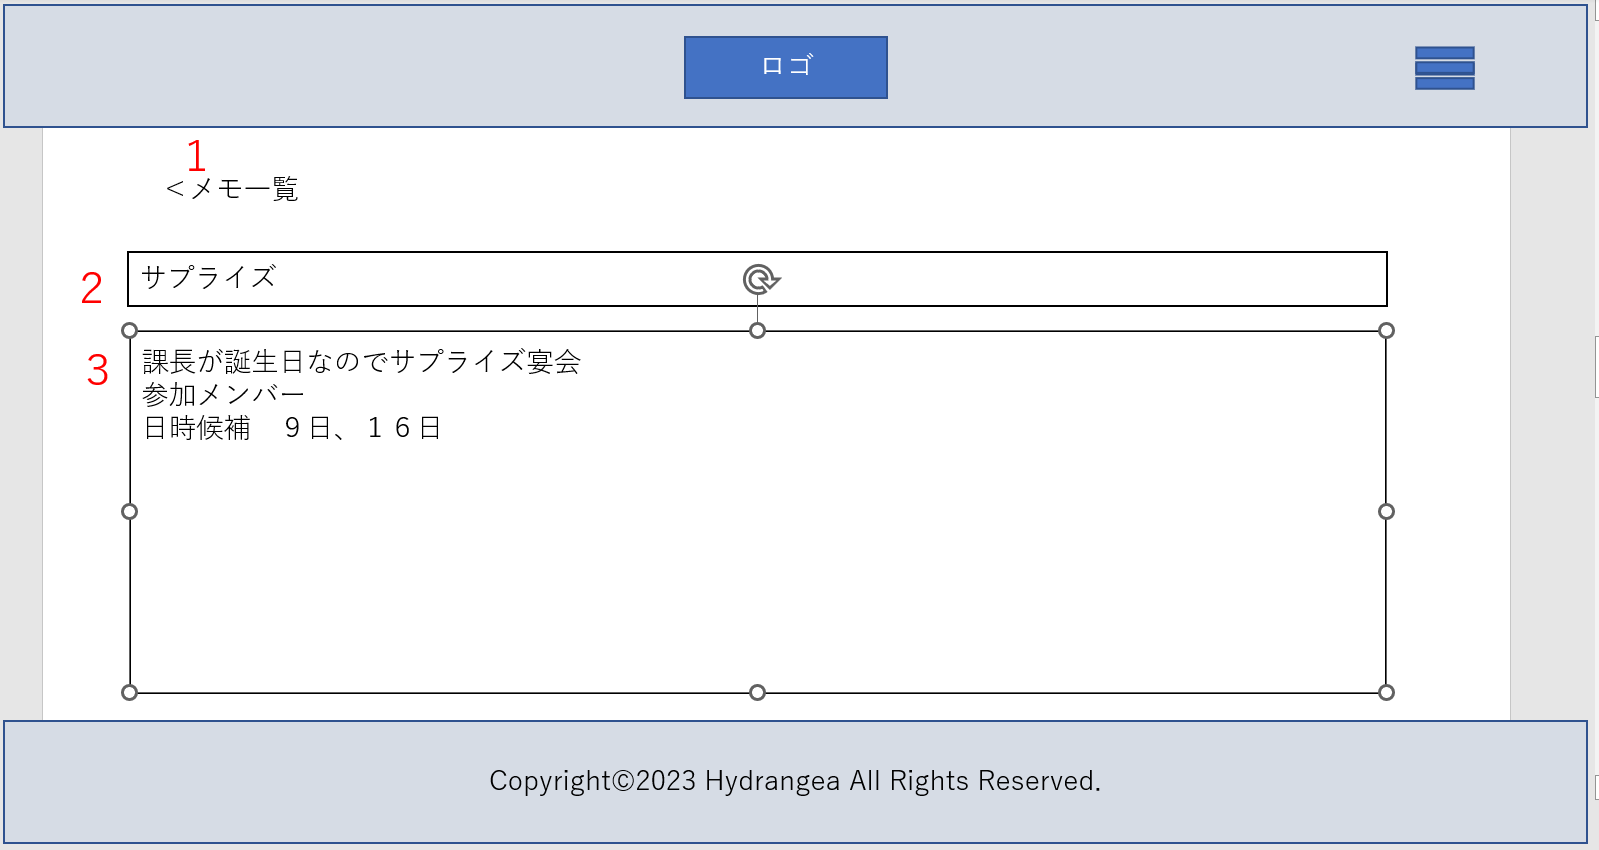 ロゴ
1
＜メモ一覧
2
サプライズ
3
課長が誕生日なのでサプライズ宴会
参加メンバー
日時候補　９日、１６日
Copyright©2023 Hydrangea All Rights Reserved.